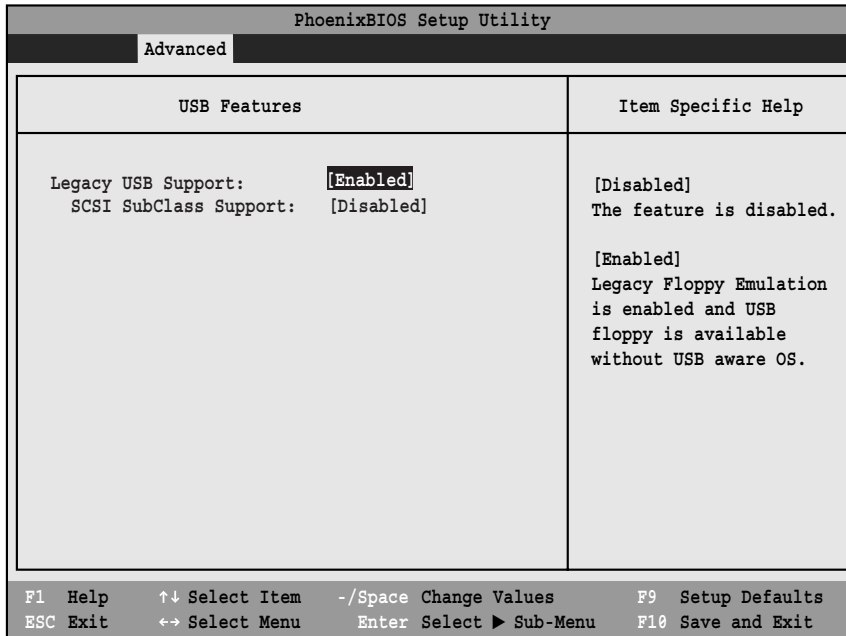 PhoenixBIOS Setup Utility
Advanced
USB Features
Item Specific Help
Legacy USB Support: [Enabled]
SCSI SubClass Support: [Disabled]
[Disabled]
The feature is disabled.
[Enabled]
Legacy Floppy Emulation
is enabled and USB
floppy is available
without USB aware OS.
F1 Help ↑↓ Select Item -/Space Change Values F9 Setup Defaults
ESC Exit ←→ Select Menu Enter Select ▶ Sub-Menu F10 Save and Exit